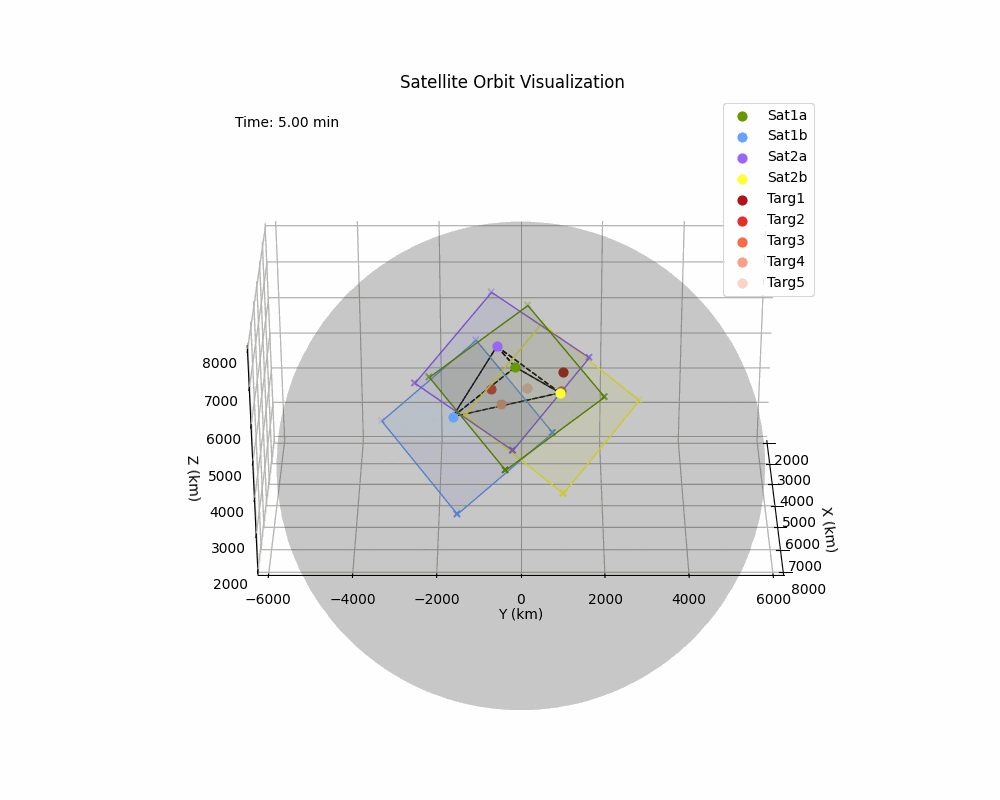 Satellite Orbit Visualization
Time: 5.00 min
Sat1a
Sat1b
Sat2a
Sat2b
Targ1
Targ2
Targ3
Targ4
Targ5
8000
7000
6000
5000
4000
3000
2000
Z (km)
2000
3000
4000
5000
6000
7000
8000
X (km)
−6000 −4000 −2000 0 2000 4000 6000
Y (km)